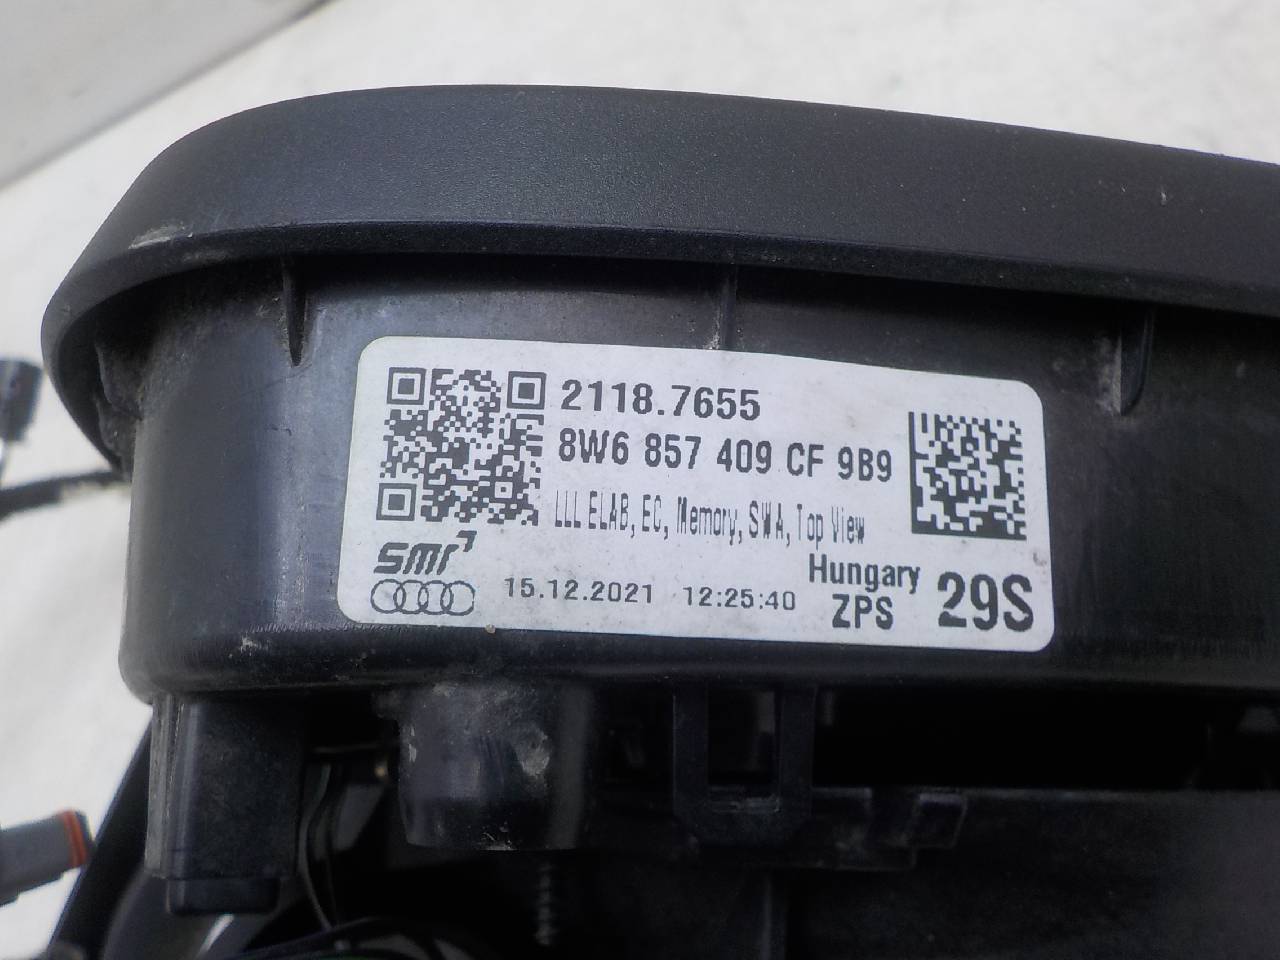 2118.7655
8W6 857 409 CF 9B9
LLL ELAB, EC, Memory, SWA, Top View
smr
15.12.2021 12:25:40
Hungary
ZPS
29S